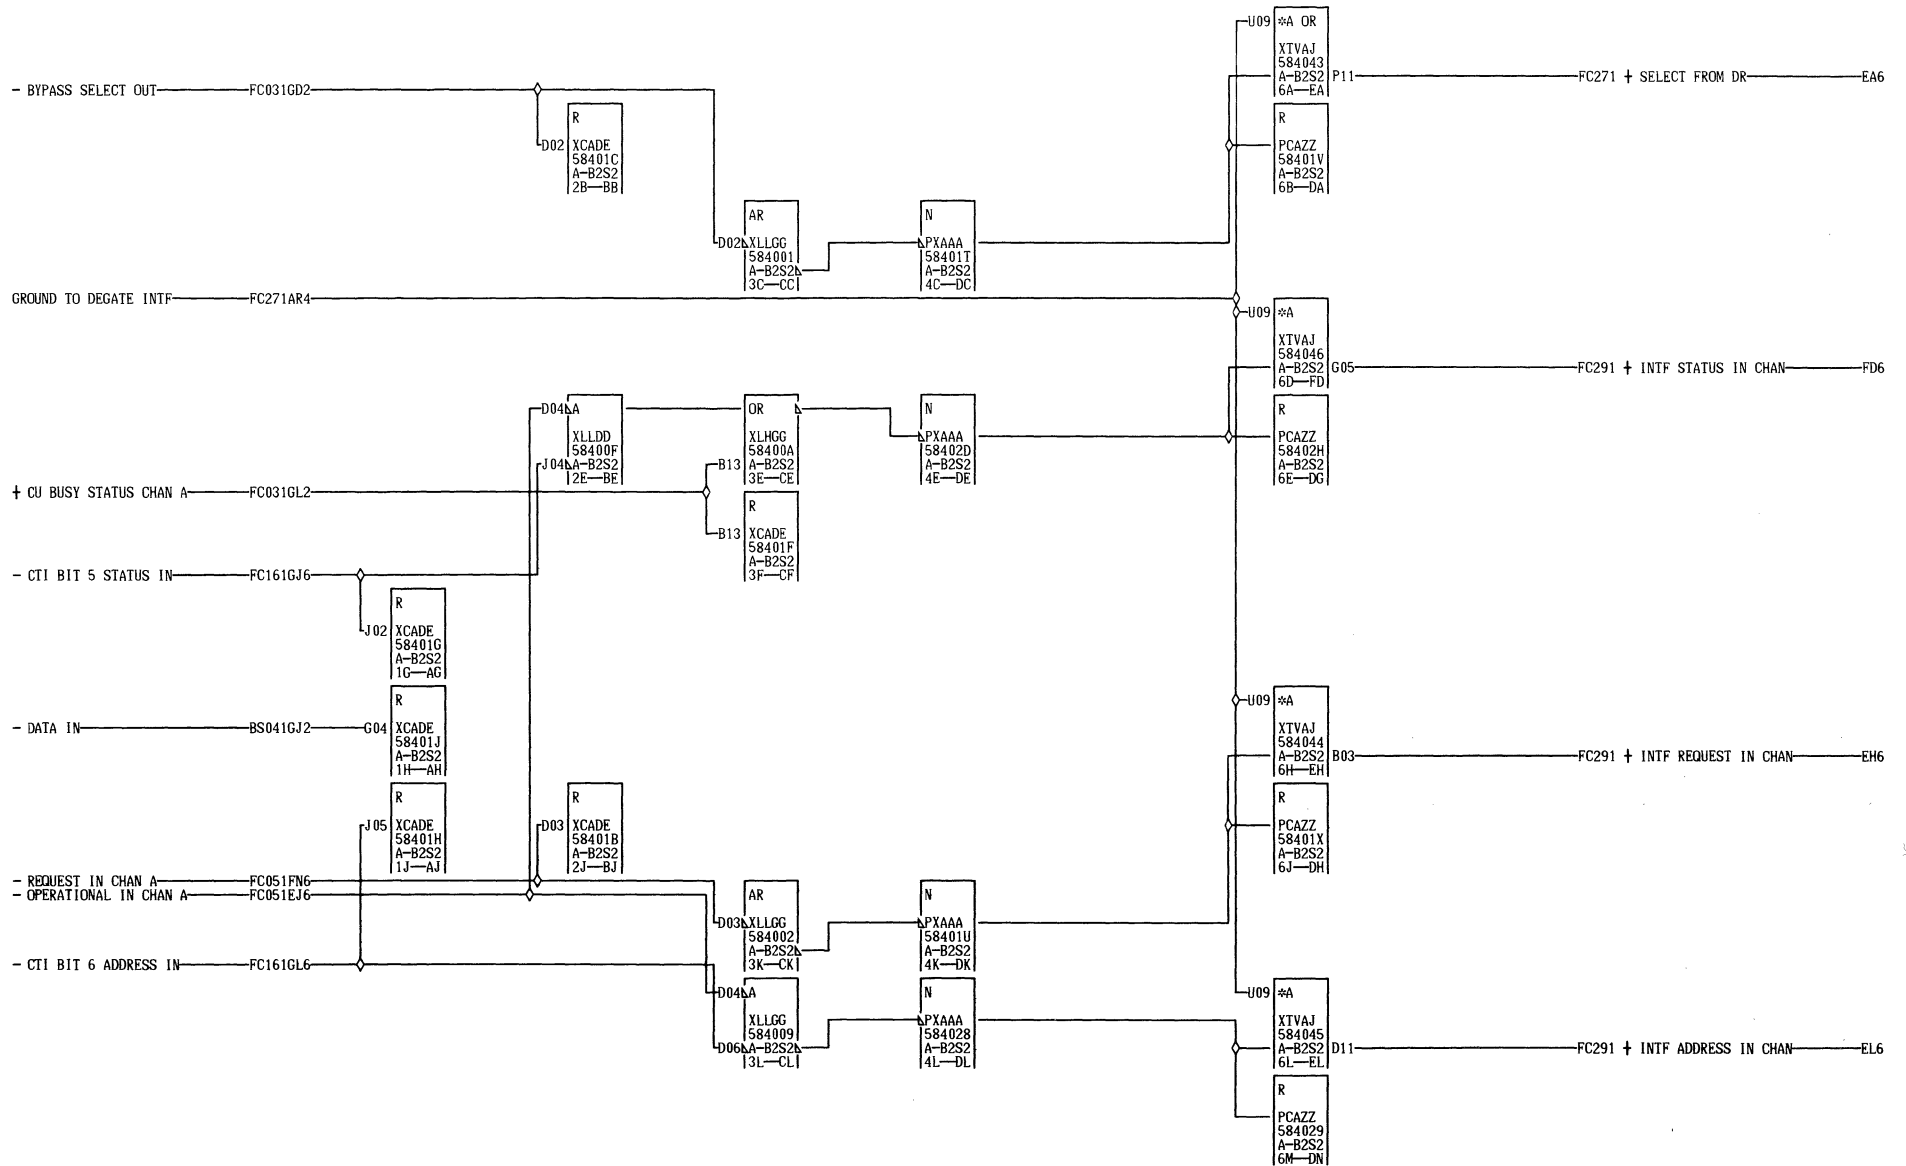 U09 *A OR
XTVAJ
584043
A-B2S2 P11 FC271 + SELECT FROM DR EA6
6A—EA
- BYPASS SELECT OUT FC031GD2
R
D02 XCADE
58401C
A-B2S2
2B—BB
R
PCAZZ
58401V
A-B2S2
6B—DA
AR
D02 XLLGG
584001
A-B2S2
3C—CC
N
PXAAA
58401T
A-B2S2
4C—DC
GROUND TO DEGATE INTF FC271AR4
U09 *A
XTVAJ
584046
A-B2S2 G05 FC291 + INTF STATUS IN CHAN FD6
6D—FD
D04 A
XLLDD
58400F
J04 A-B2S2
2E—BE
OR
XLHGG
58400A
B13 A-B2S2
3E—CE
N
PXAAA
58402D
A-B2S2
4E—DE
R
PCAZZ
58402H
A-B2S2
6E—DG
+ CU BUSY STATUS CHAN A FC031GL2
R
B13 XCADE
58401F
A-B2S2
3F—CF
- CTI BIT 5 STATUS IN FC161GJ6
R
J02 XCADE
58401G
A-B2S2
1G—AG
R
- DATA IN BS041GJ2 G04 XCADE
58401J
A-B2S2
1H—AH
U09 *A
XTVAJ
584044
A-B2S2 B03 FC291 + INTF REQUEST IN CHAN EH6
6H—EH
R
J05 XCADE
58401H
A-B2S2
1J—AJ
R
D03 XCADE
58401B
A-B2S2
2J—BJ
R
PCAZZ
58401X
A-B2S2
6J—DH
- REQUEST IN CHAN A FC051FN6
- OPERATIONAL IN CHAN A FC051EJ6
AR
D03 XLLGG
584002
A-B2S2
3K—CK
N
PXAAA
58401U
A-B2S2
4K—DK
- CTI BIT 6 ADDRESS IN FC161GL6
D04 A
XLLGG
584009
D06 A-B2S2
3L—CL
N
PXAAA
584028
A-B2S2
4L—DL
U09 *A
XTVAJ
584045
A-B2S2 D11 FC291 + INTF ADDRESS IN CHAN EL6
6L—EL
R
PCAZZ
584029
A-B2S2
6M—DN